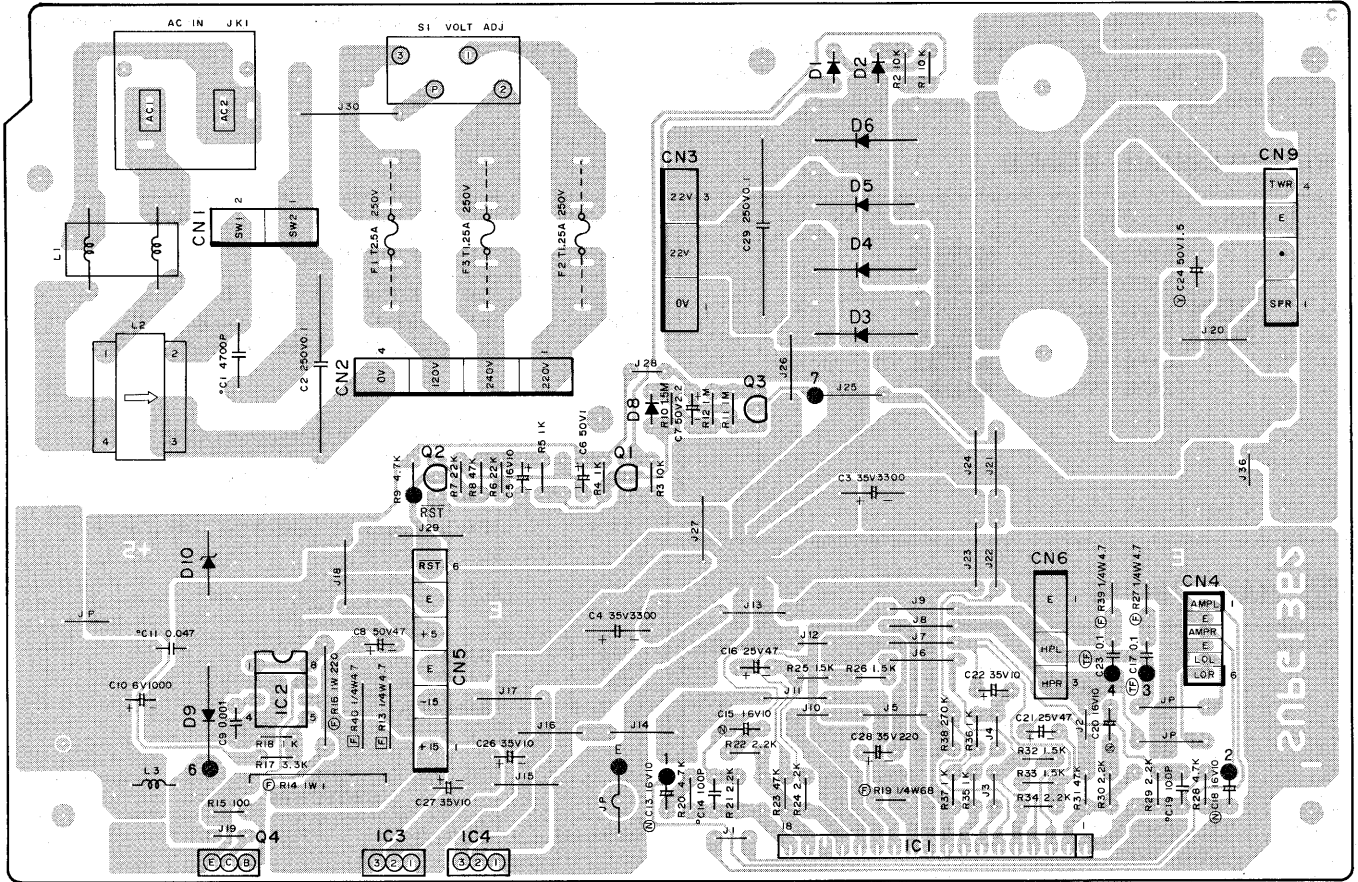 AC IN JK1
S1 VOLT ADJ
3 1
P 2
AC1 AC2
J30
D1 D2 R2 10K R1 10K
D6
D5
D4
D3
CN3
22V 3
22V
0V 1
C29 250V0.1
CN9
TWR 4
E
•
SPR 1
Y C24 50V1.5
J20
CN1
2 1
SW1 SW2
L1
L2
1 2
4 3
°C1 4700P
C2 250V0.1
F1 T2.5A 250V
F3 T1.25A 250V
F2 T1.25A 250V
CN2
4 1
0V 120V 240V 220V
J28
J26
D8
R10 1.5M
C7 50V2.2
R12 1M
R11 1M
Q3
7
J25
R9 4.7K
Q2
R7 22K
R8 47K
R6 22K
C5 16V10
R5 1K
C6 50V1
R4 1K
Q1
R3 10K
C3 35V3300
J24 J21
J36
RST
J29
J27
J23 J22
D10
J18
JP
CN5
RST 6
E
+5
E
-15
+15 1
C4 35V3300
J13
J12
J9
J8
J7
J6
CN6
E 1
HPL
HPR 3
F R39 1/4W 4.7
F R27 1/4W 4.7
TF C23 0.1
TF C17 0.1
4 3
CN4
AMPL 1
E
AMPR
E
LOL
LOR 6
°C11 0.047
C8 50V47
C10 6V1000
D9
C9 0.001
IC2
1 8
4 5
F R16 1W 220
F R40 1/4W4.7
F R13 1/4W4.7
C16 25V47
R25 1.5K
R26 1.5K
J11
J10
J5
C22 35V10
J17
J16
J14
J15
C26 35V10
C27 35V10
C15 16V10
N
R22 2.2K
C28 35V220
R38 270K
R36 1K
J4
C21 25V47
J2
C20 16V10
N
R32 1.5K
R33 1.5K
R34 2.2K
JP
JP
R18 1K
R17 3.3K
F R14 1W 1
6
L3
R15 100
J19
Q4
E C B
IC3
3 2 1
IC4
3 2 1
E
JP
1
N C13 16V10
R20 4.7K
°C14 100P
R21 2.2K
R23 47K
R24 2.2K
F R19 1/4W68
R37 1K
R35 1K
J3
R31 47K
R30 2.2K
R29 2.2K
°C19 100P
R28 4.7K
N C18 16V10
2
J1
18 IC1 1